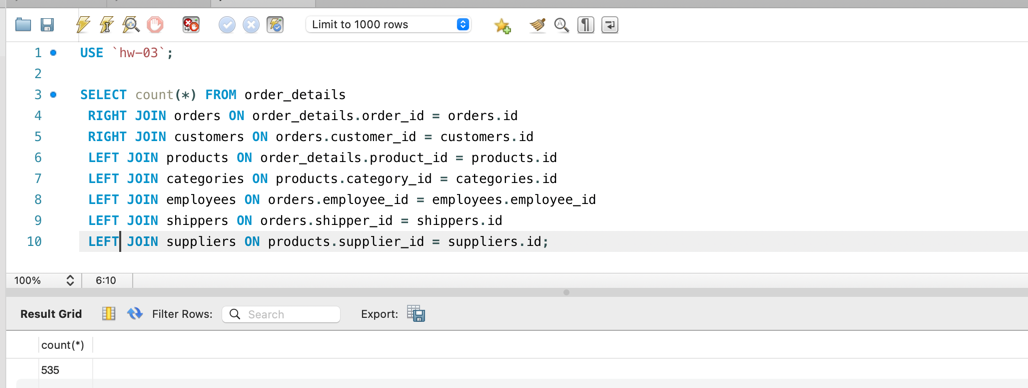 Limit to 1000 rows
1 USE `hw-03`;
2
3 SELECT count(*) FROM order_details
4 RIGHT JOIN orders ON order_details.order_id = orders.id
5 RIGHT JOIN customers ON orders.customer_id = customers.id
6 LEFT JOIN products ON order_details.product_id = products.id
7 LEFT JOIN categories ON products.category_id = categories.id
8 LEFT JOIN employees ON orders.employee_id = employees.employee_id
9 LEFT JOIN shippers ON orders.shipper_id = shippers.id
10 LEFT JOIN suppliers ON products.supplier_id = suppliers.id;
100% 6:10
Result Grid Filter Rows: Search Export:
count(*)
535